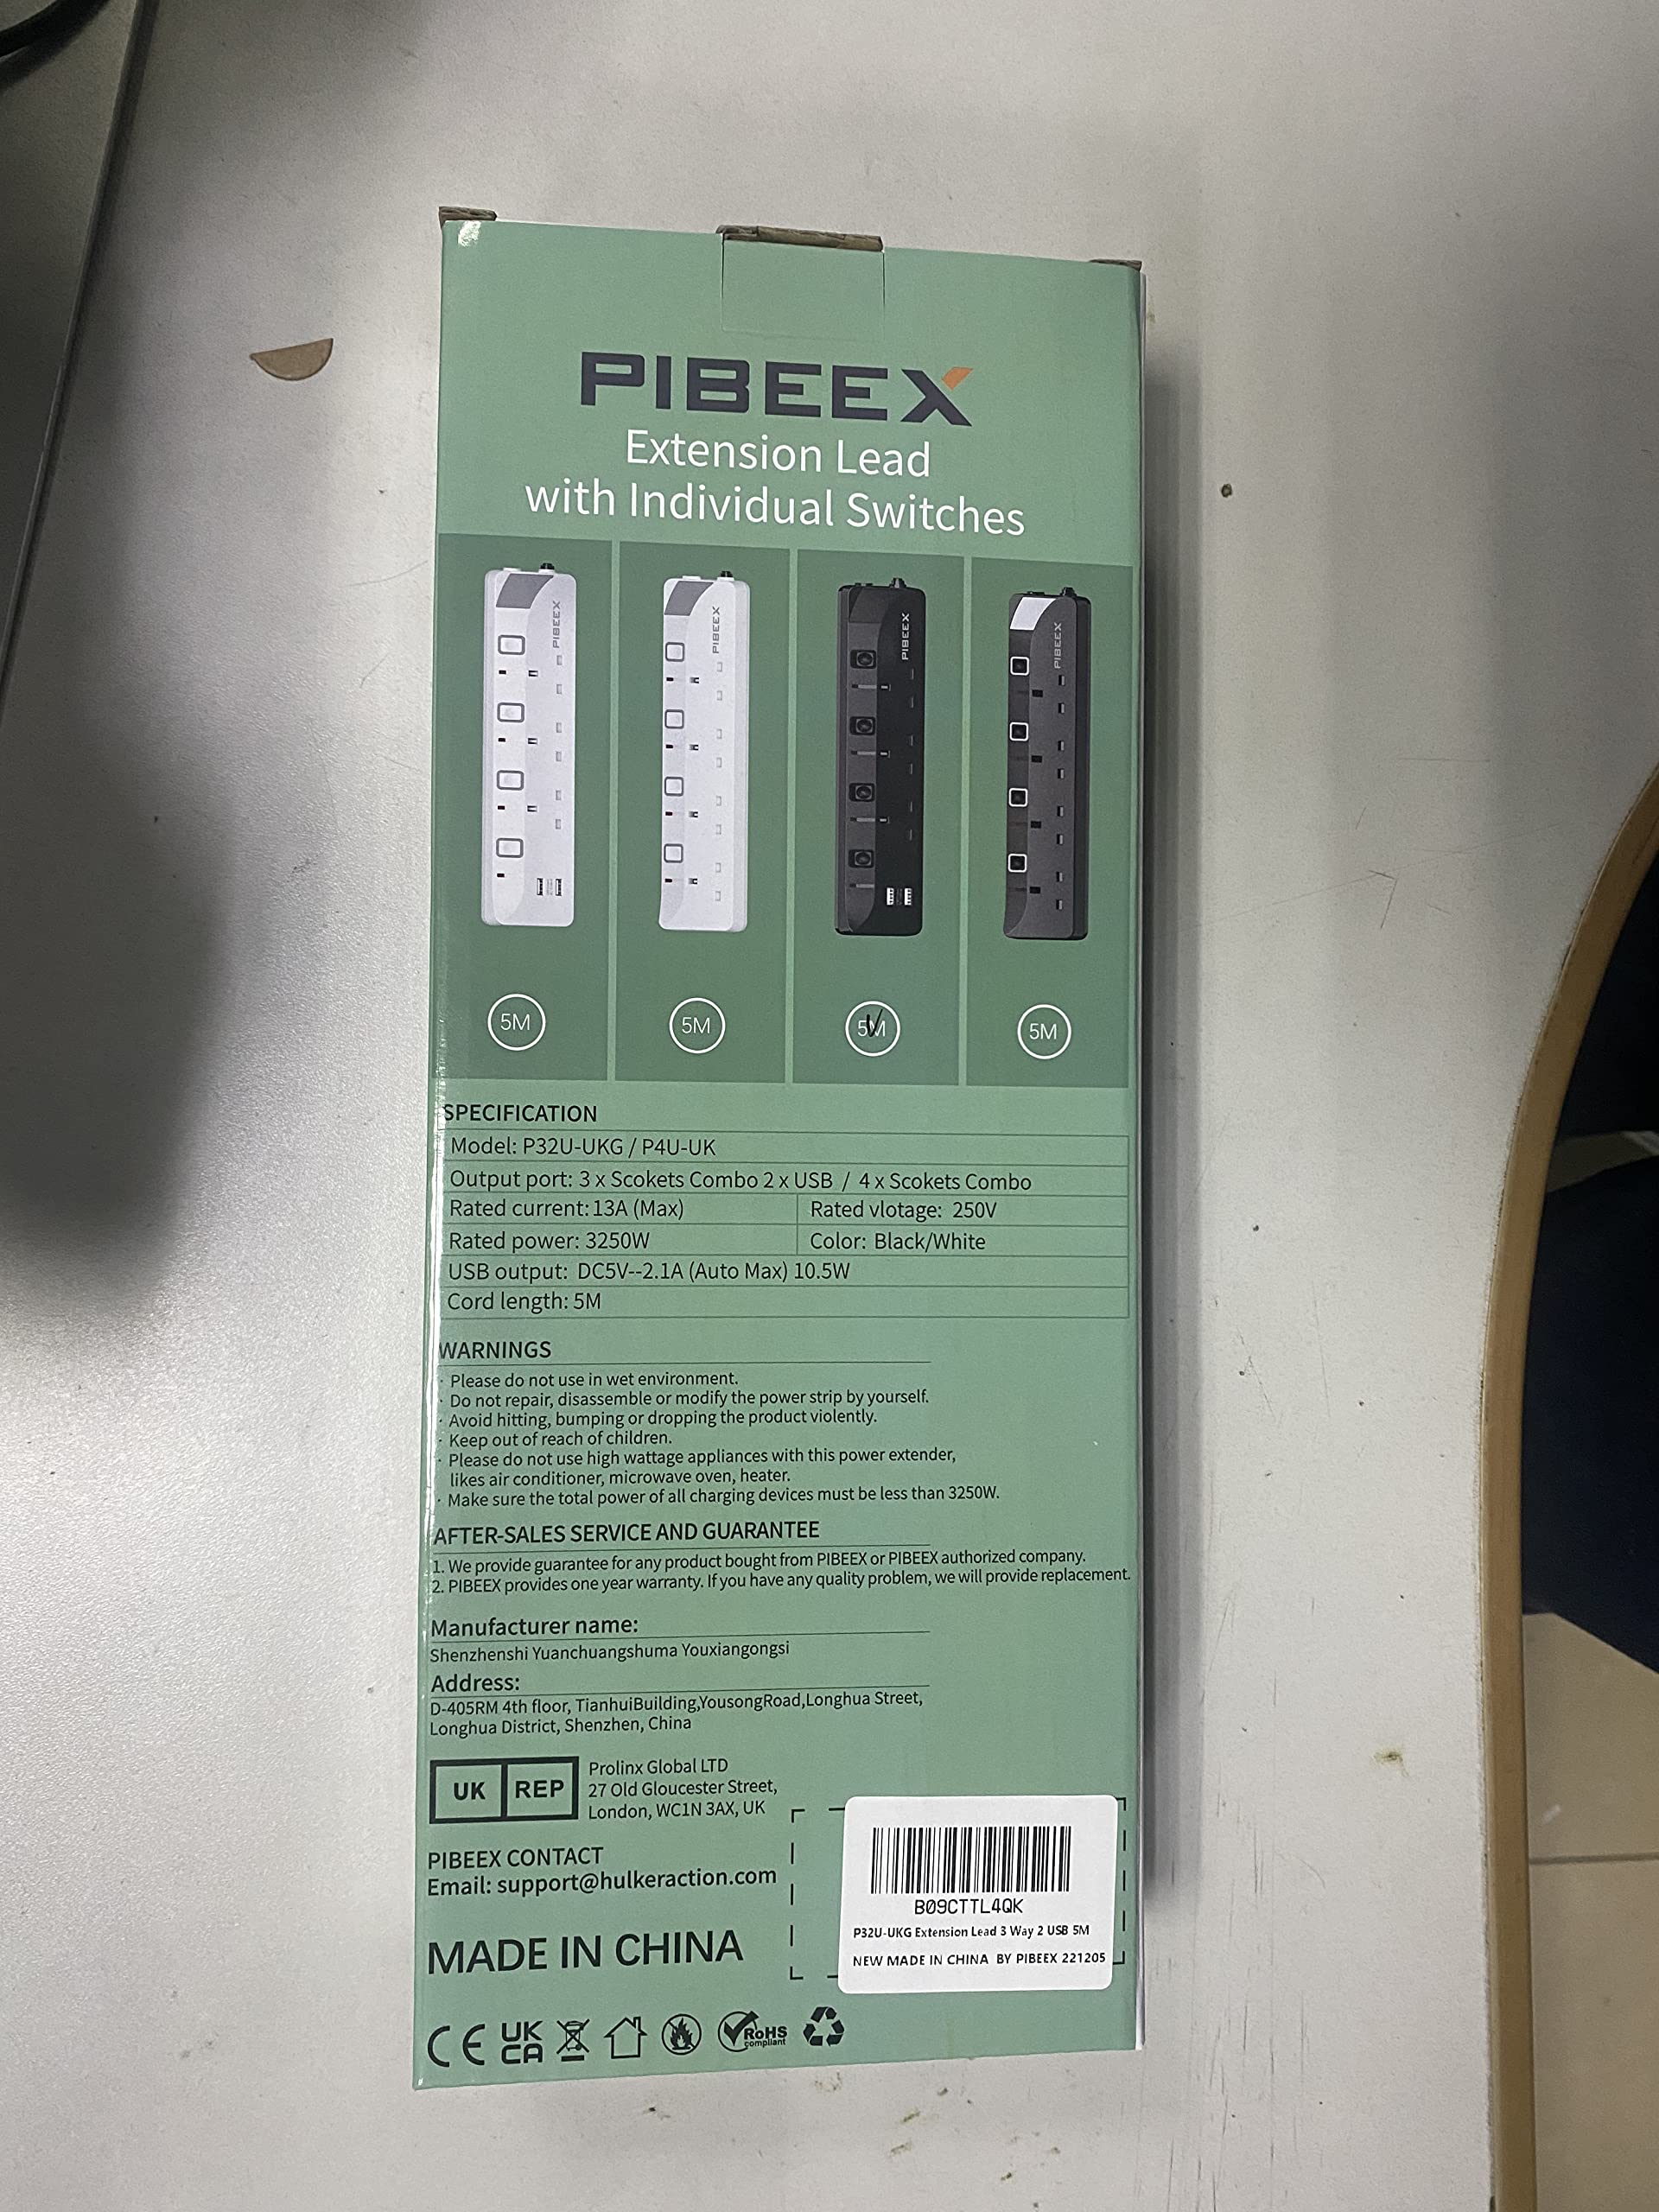 PIBEEX
Extension Lead
with Individual Switches
PIBEEX
PIBEEX
PIBEEX
PIBEEX
5M
5M
5M
5M
SPECIFICATION
Model: P32U-UKG / P4U-UK
Output port: 3 x Scokets Combo 2 x USB / 4 x Scokets Combo
Rated current: 13A (Max) Rated vlotage: 250V
Rated power: 3250W Color: Black/White
USB output: DC5V--2.1A (Auto Max) 10.5W
Cord length: 5M
WARNINGS
· Please do not use in wet environment.
· Do not repair, disassemble or modify the power strip by yourself.
· Avoid hitting, bumping or dropping the product violently.
· Keep out of reach of children.
· Please do not use high wattage appliances with this power extender,
likes air conditioner, microwave oven, heater.
· Make sure the total power of all charging devices must be less than 3250W.
AFTER-SALES SERVICE AND GUARANTEE
1. We provide guarantee for any product bought from PIBEEX or PIBEEX authorized company.
2. PIBEEX provides one year warranty. If you have any quality problem, we will provide replacement.
Manufacturer name:
Shenzhenshi Yuanchuangshuma Youxiangongsi
Address:
D-405RM 4th floor, TianhuiBuilding,YousongRoad,Longhua Street,
Longhua District, Shenzhen, China
UK REP
Prolinx Global LTD
27 Old Gloucester Street,
London, WC1N 3AX, UK
PIBEEX CONTACT
Email: support@hulkeraction.com
MADE IN CHINA
B09CTTL4QK
P32U-UKG Extension Lead 3 Way 2 USB 5M
NEW MADE IN CHINA BY PIBEEX 221205
CE
UK
CA
RoHS
compliant